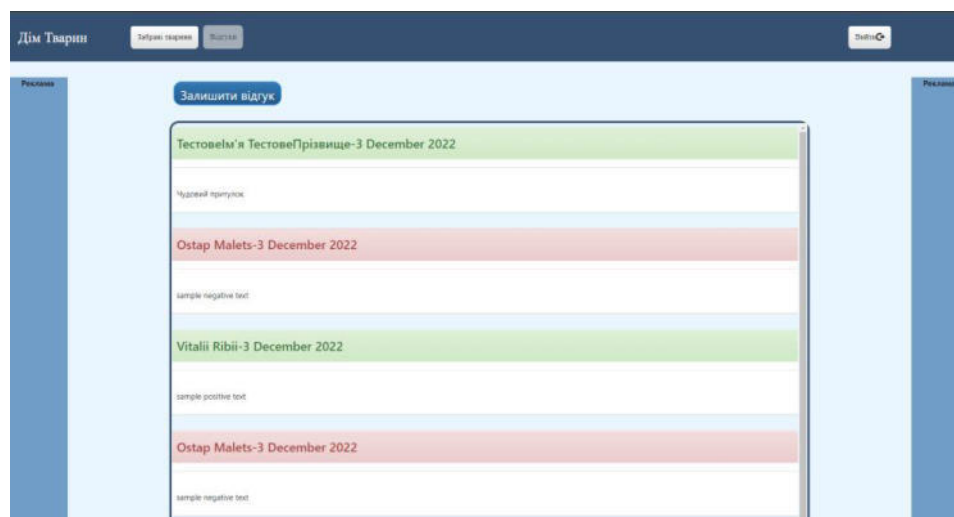 Дім Тварин
Забрані тварини
Відгуки
Вийти
Реклама
Реклама
Залишити відгук
ТестовеІм'я ТестовеПрізвище-3 December 2022
Чудовий притулок
Ostap Malets-3 December 2022
sample negative text
Vitalii Ribii-3 December 2022
sample positive text
Ostap Malets-3 December 2022
sample negative text